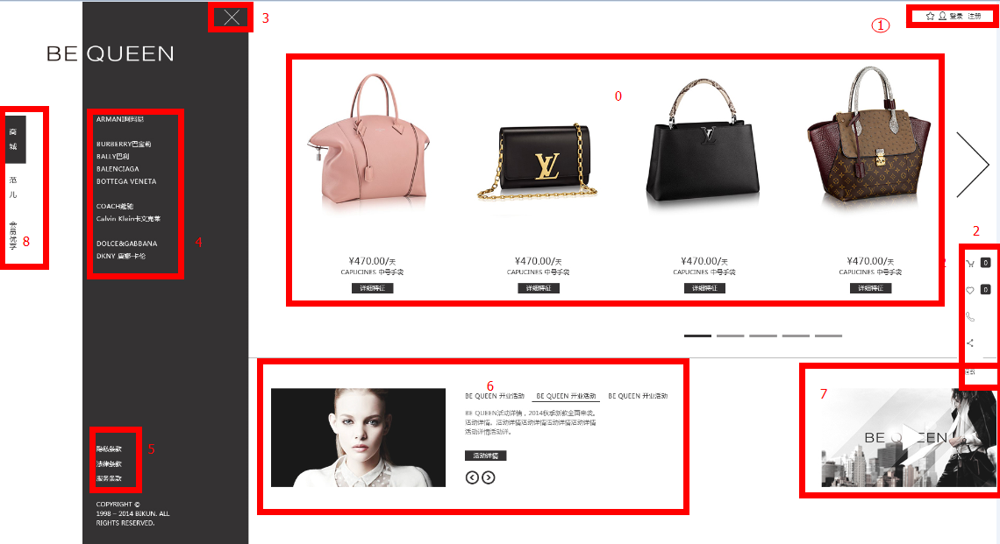 3
①
登录 注册
BE QUEEN
0
商
城
范
儿
会员优享
8
ARMANI阿玛尼
BURBERRY巴宝莉
BALLY巴利
BALENCIAGA
BOTTEGA VENETA
COACH蔻驰
Calvin Klein卡文克莱
DOLCE&GABBANA
DKNY 唐娜·卡伦
4
¥470.00/天
CAPUCINES 中号手袋
详细特征
¥470.00/天
CAPUCINES 中号手袋
详细特征
¥470.00/天
CAPUCINES 中号手袋
详细特征
¥470.00/天
CAPUCINES 中号手袋
详细特征
2
0
0
6
BE QUEEN 开业活动 BE QUEEN 开业活动 BE QUEEN 开业活动
BE QUEEN活动详情，2014秋季新款全国来袭。
活动详情。活动详情活动详情活动详情活动详情
活动详情活动详。
活动详情
7
BE QUEEN
5
隐私条款
法律条款
服务条款
COPYRIGHT ©
1998 – 2014 BIKUN. ALL
RIGHTS RESERVED.